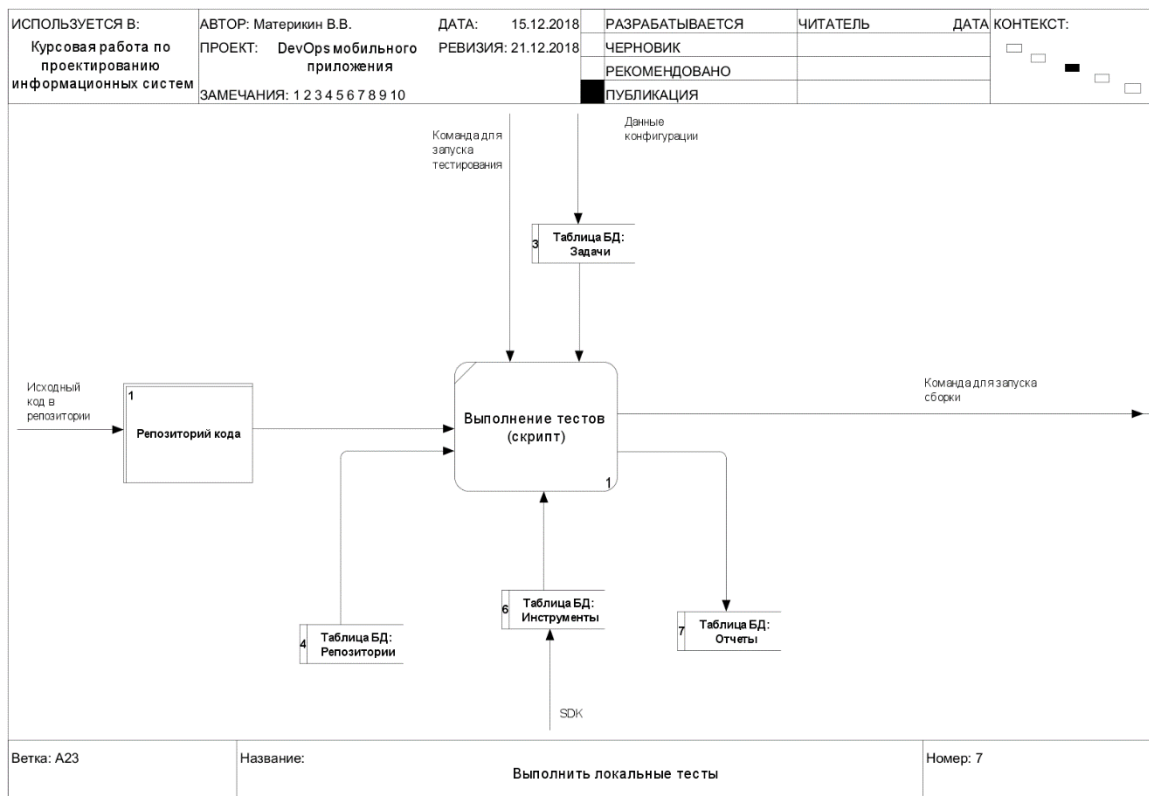 ИСПОЛЬЗУЕТСЯ В:
Курсовая работа по
проектированию
информационных систем
АВТОР: Материкин В.В.
ДАТА: 15.12.2018
ПРОЕКТ: DevOps мобильного
приложения
РЕВИЗИЯ: 21.12.2018
ЗАМЕЧАНИЯ: 1 2 3 4 5 6 7 8 9 10
РАЗРАБАТЫВАЕТСЯ
ЧЕРНОВИК
РЕКОМЕНДОВАНО
ПУБЛИКАЦИЯ
ЧИТАТЕЛЬ
ДАТА
КОНТЕКСТ:
Команда для
запуска
тестирования
Данные
конфигурации
3
Таблица БД:
Задачи
Исходный
код в
репозитории
1
Репозиторий кода
Выполнение тестов
(скрипт)
1
Команда для запуска
сборки
4
Таблица БД:
Репозитории
6
Таблица БД:
Инструменты
7
Таблица БД:
Отчеты
SDK
Ветка: A23
Название:
Выполнить локальные тесты
Номер: 7